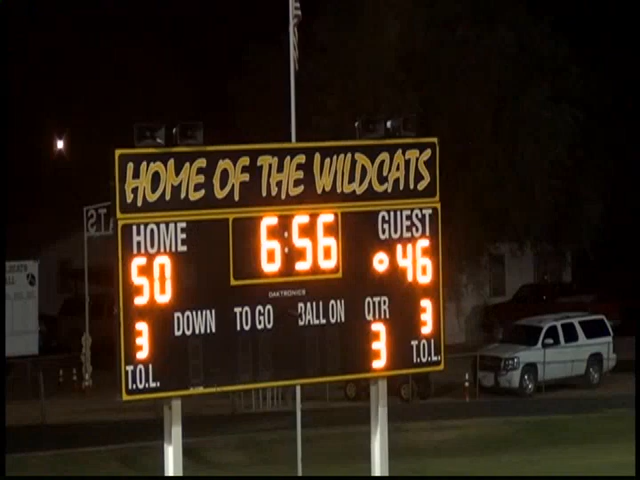 HOME OF THE WILDCATS
HOME 6:56 GUEST
50 46
DAKTRONICS
DOWN TO GO BALL ON QTR
3 3 3
T.O.L. T.O.L.